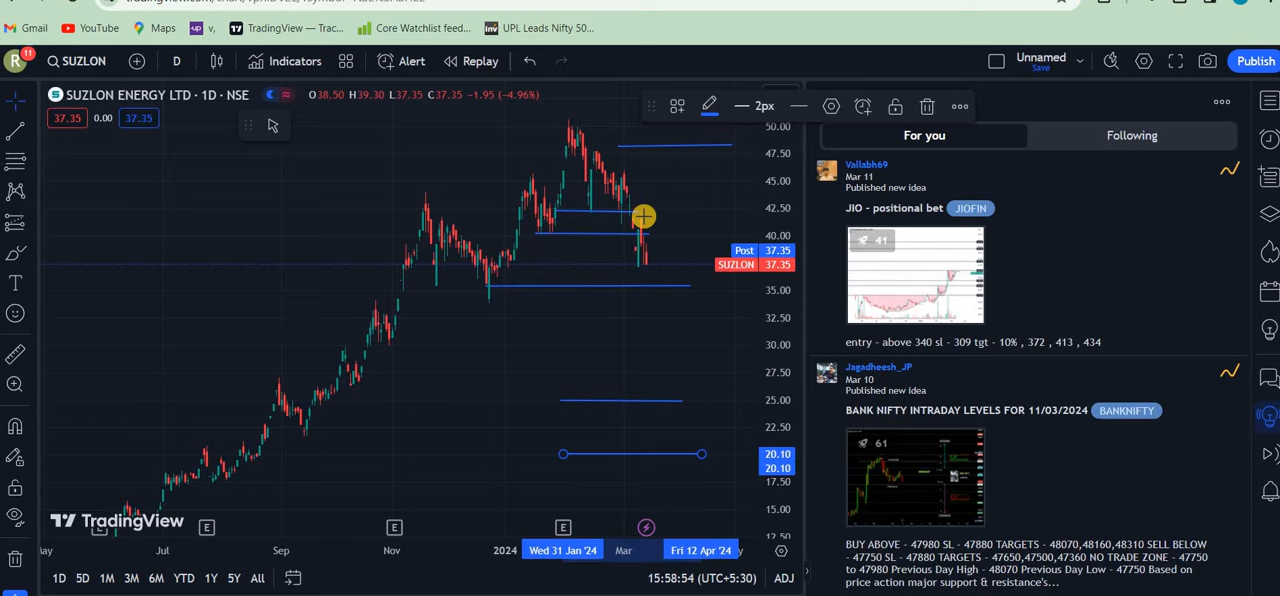 Gmail YouTube Maps v, TradingView — Trac... Core Watchlist feed... UPL Leads Nifty 50...
R 11 SUZLON D Indicators Alert Replay Unnamed Save Publish
SUZLON ENERGY LTD · 1D · NSE O38.50 H39.30 L37.35 C37.35 -1.95 (-4.96%)
37.35 0.00 37.35
2px
50.00
47.50
45.00
42.50
40.00
Post 37.35
SUZLON 37.35
35.00
32.50
30.00
27.50
25.00
22.50
20.10
20.10
17.50
15.00
12.50
TradingView
E E E E
Jul Sep Nov 2024 Wed 31 Jan '24 Mar Fri 12 Apr '24
1D 5D 1M 3M 6M YTD 1Y 5Y All 15:58:54 (UTC+5:30) ADJ
For you Following
Vallabh69
Mar 11
Published new idea
JIO - positional bet JIOFIN
41
entry - above 340 sl - 309 tgt - 10% , 372 , 413 , 434
Jagadheesh_JP
Mar 10
Published new idea
BANK NIFTY INTRADAY LEVELS FOR 11/03/2024 BANKNIFTY
61
BUY ABOVE - 47980 SL - 47880 TARGETS - 48070,48160,48310 SELL BELOW
- 47750 SL - 47880 TARGETS - 47650,47500,47360 NO TRADE ZONE - 47750
to 47980 Previous Day High - 48070 Previous Day Low - 47750 Based on
price action major support & resistance's...